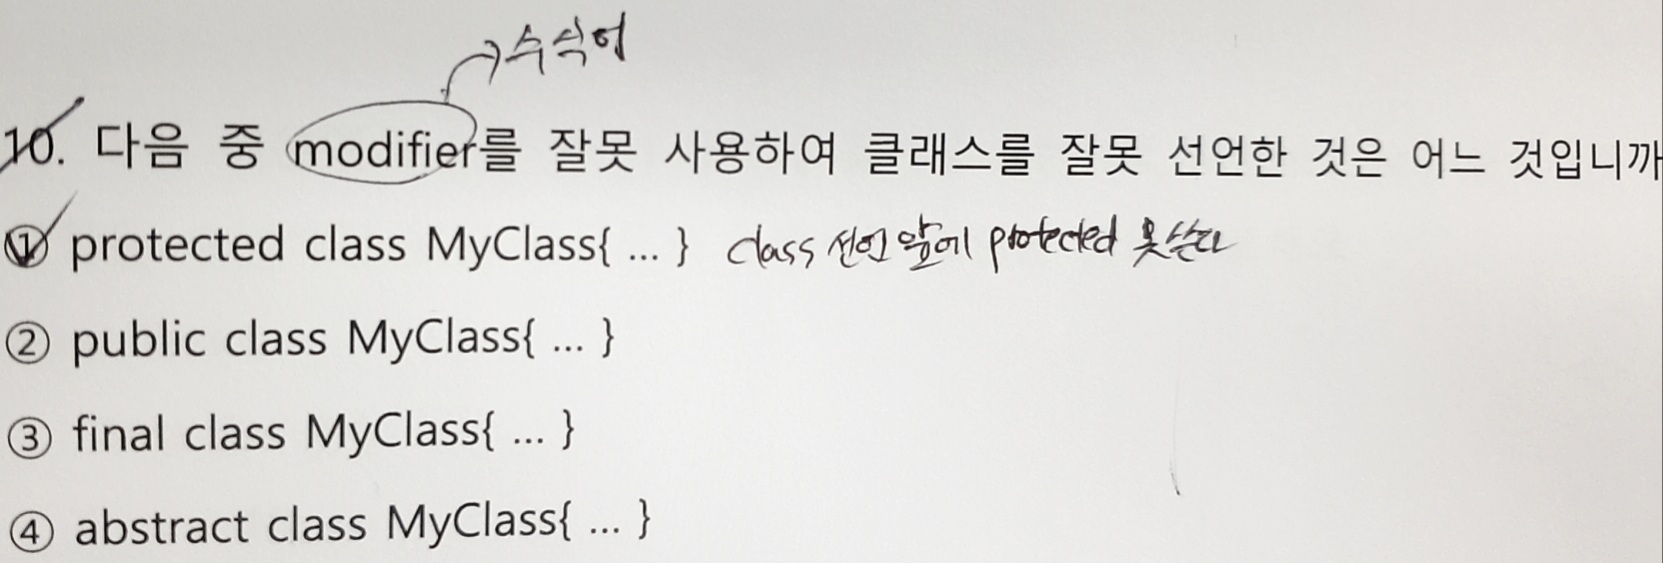 수식어
10. 다음 중 modifier를 잘못 사용하여 클래스를 잘못 선언한 것은 어느 것입니까
① protected class MyClass{ ... } class 선언 앞에 protected 못쓴다
② public class MyClass{ ... }
③ final class MyClass{ ... }
④ abstract class MyClass{ ... }